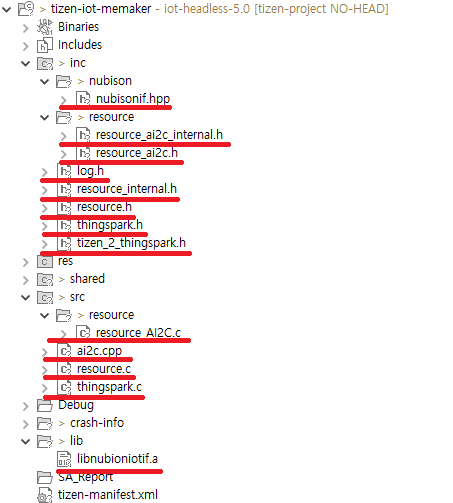 > tizen-iot-memaker - iot-headless-5.0 [tizen-project NO-HEAD]
Binaries
Includes
> inc
> nubison
nubisonif.hpp
> resource
resource_ai2c_internal.h
resource_ai2c.h
log.h
resource_internal.h
resource.h
thingspark.h
tizen_2_thingspark.h
res
> shared
> src
> resource
resource_AI2C.c
ai2c.cpp
resource.c
thingspark.c
Debug
> crash-info
> lib
libnubioniotif.a
SA_Report
tizen-manifest.xml